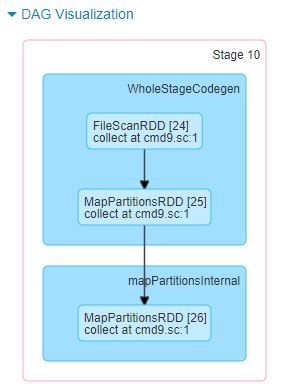 DAG Visualization
Stage 10
WholeStageCodegen
FileScanRDD [24]
collect at cmd9.sc:1
MapPartitionsRDD [25]
collect at cmd9.sc:1
mapPartitionsInternal
MapPartitionsRDD [26]
collect at cmd9.sc:1